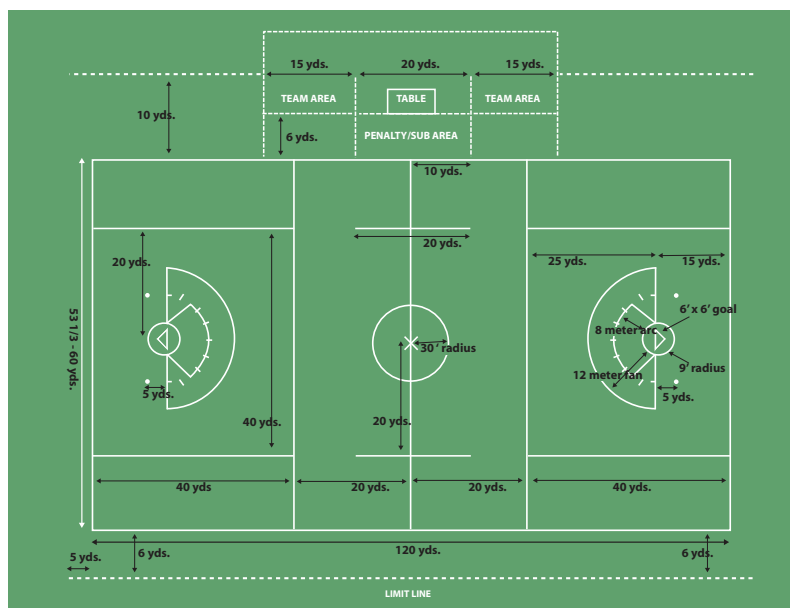 15 yds.
20 yds.
15 yds.
TEAM AREA
TABLE
TEAM AREA
10 yds.
6 yds.
PENALTY/SUB AREA
10 yds.
20 yds.
20 yds.
25 yds.
15 yds.
53 1/3 - 60 yds.
6’ x 6’ goal
8 meter arc
30 ‘ radius
9’ radius
12 meter fan
5 yds.
5 yds.
40 yds.
20 yds.
40 yds
20 yds.
20 yds.
40 yds.
120 yds.
5 yds.
6 yds.
6 yds.
LIMIT LINE